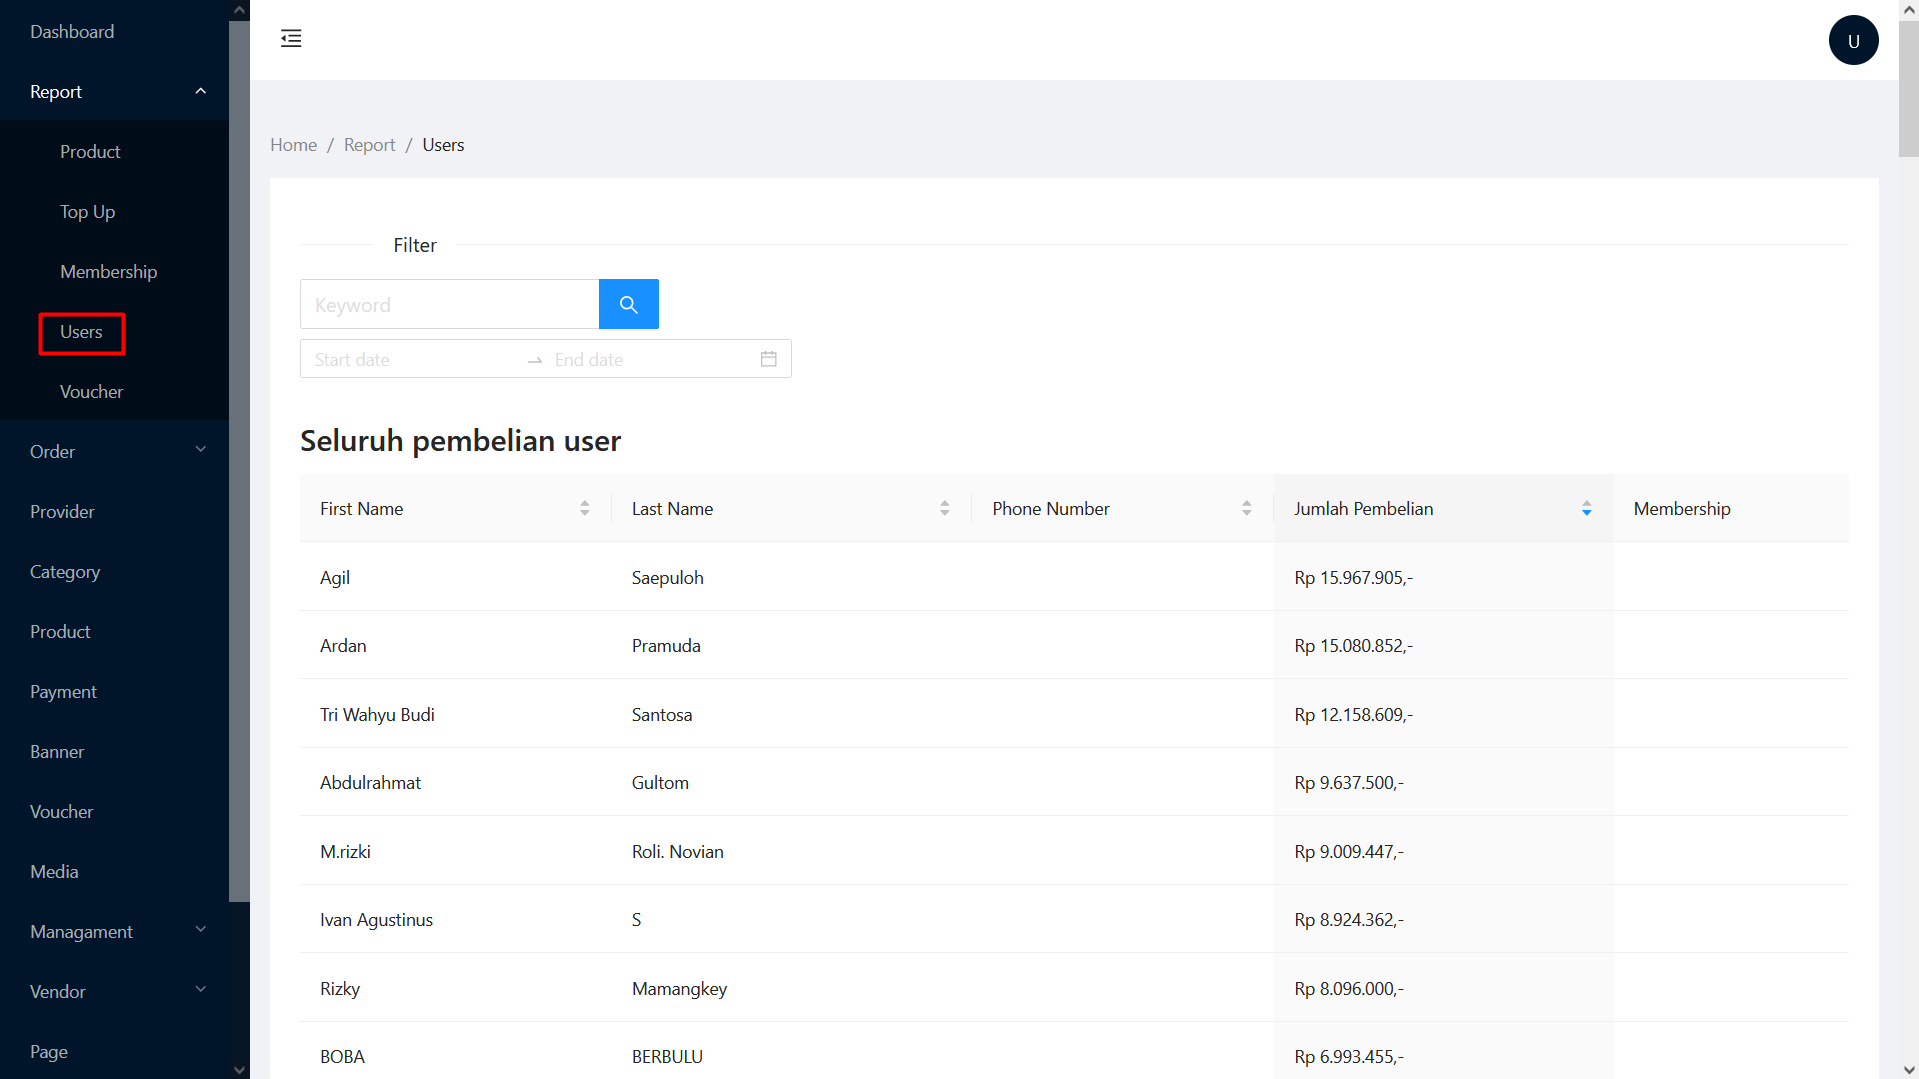 Dashboard
Report
Product
Top Up
Membership
Users
Voucher
Order
Provider
Category
Product
Payment
Banner
Voucher
Media
Managament
Vendor
Page
U
Home / Report / Users
Filter
Keyword
Start date End date
Seluruh pembelian user
First Name Last Name Phone Number Jumlah Pembelian Membership
Agil Saepuloh Rp 15.967.905,-
Ardan Pramuda Rp 15.080.852,-
Tri Wahyu Budi Santosa Rp 12.158.609,-
Abdulrahmat Gultom Rp 9.637.500,-
M.rizki Roli. Novian Rp 9.009.447,-
Ivan Agustinus S Rp 8.924.362,-
Rizky Mamangkey Rp 8.096.000,-
BOBA BERBULU Rp 6.993.455,-